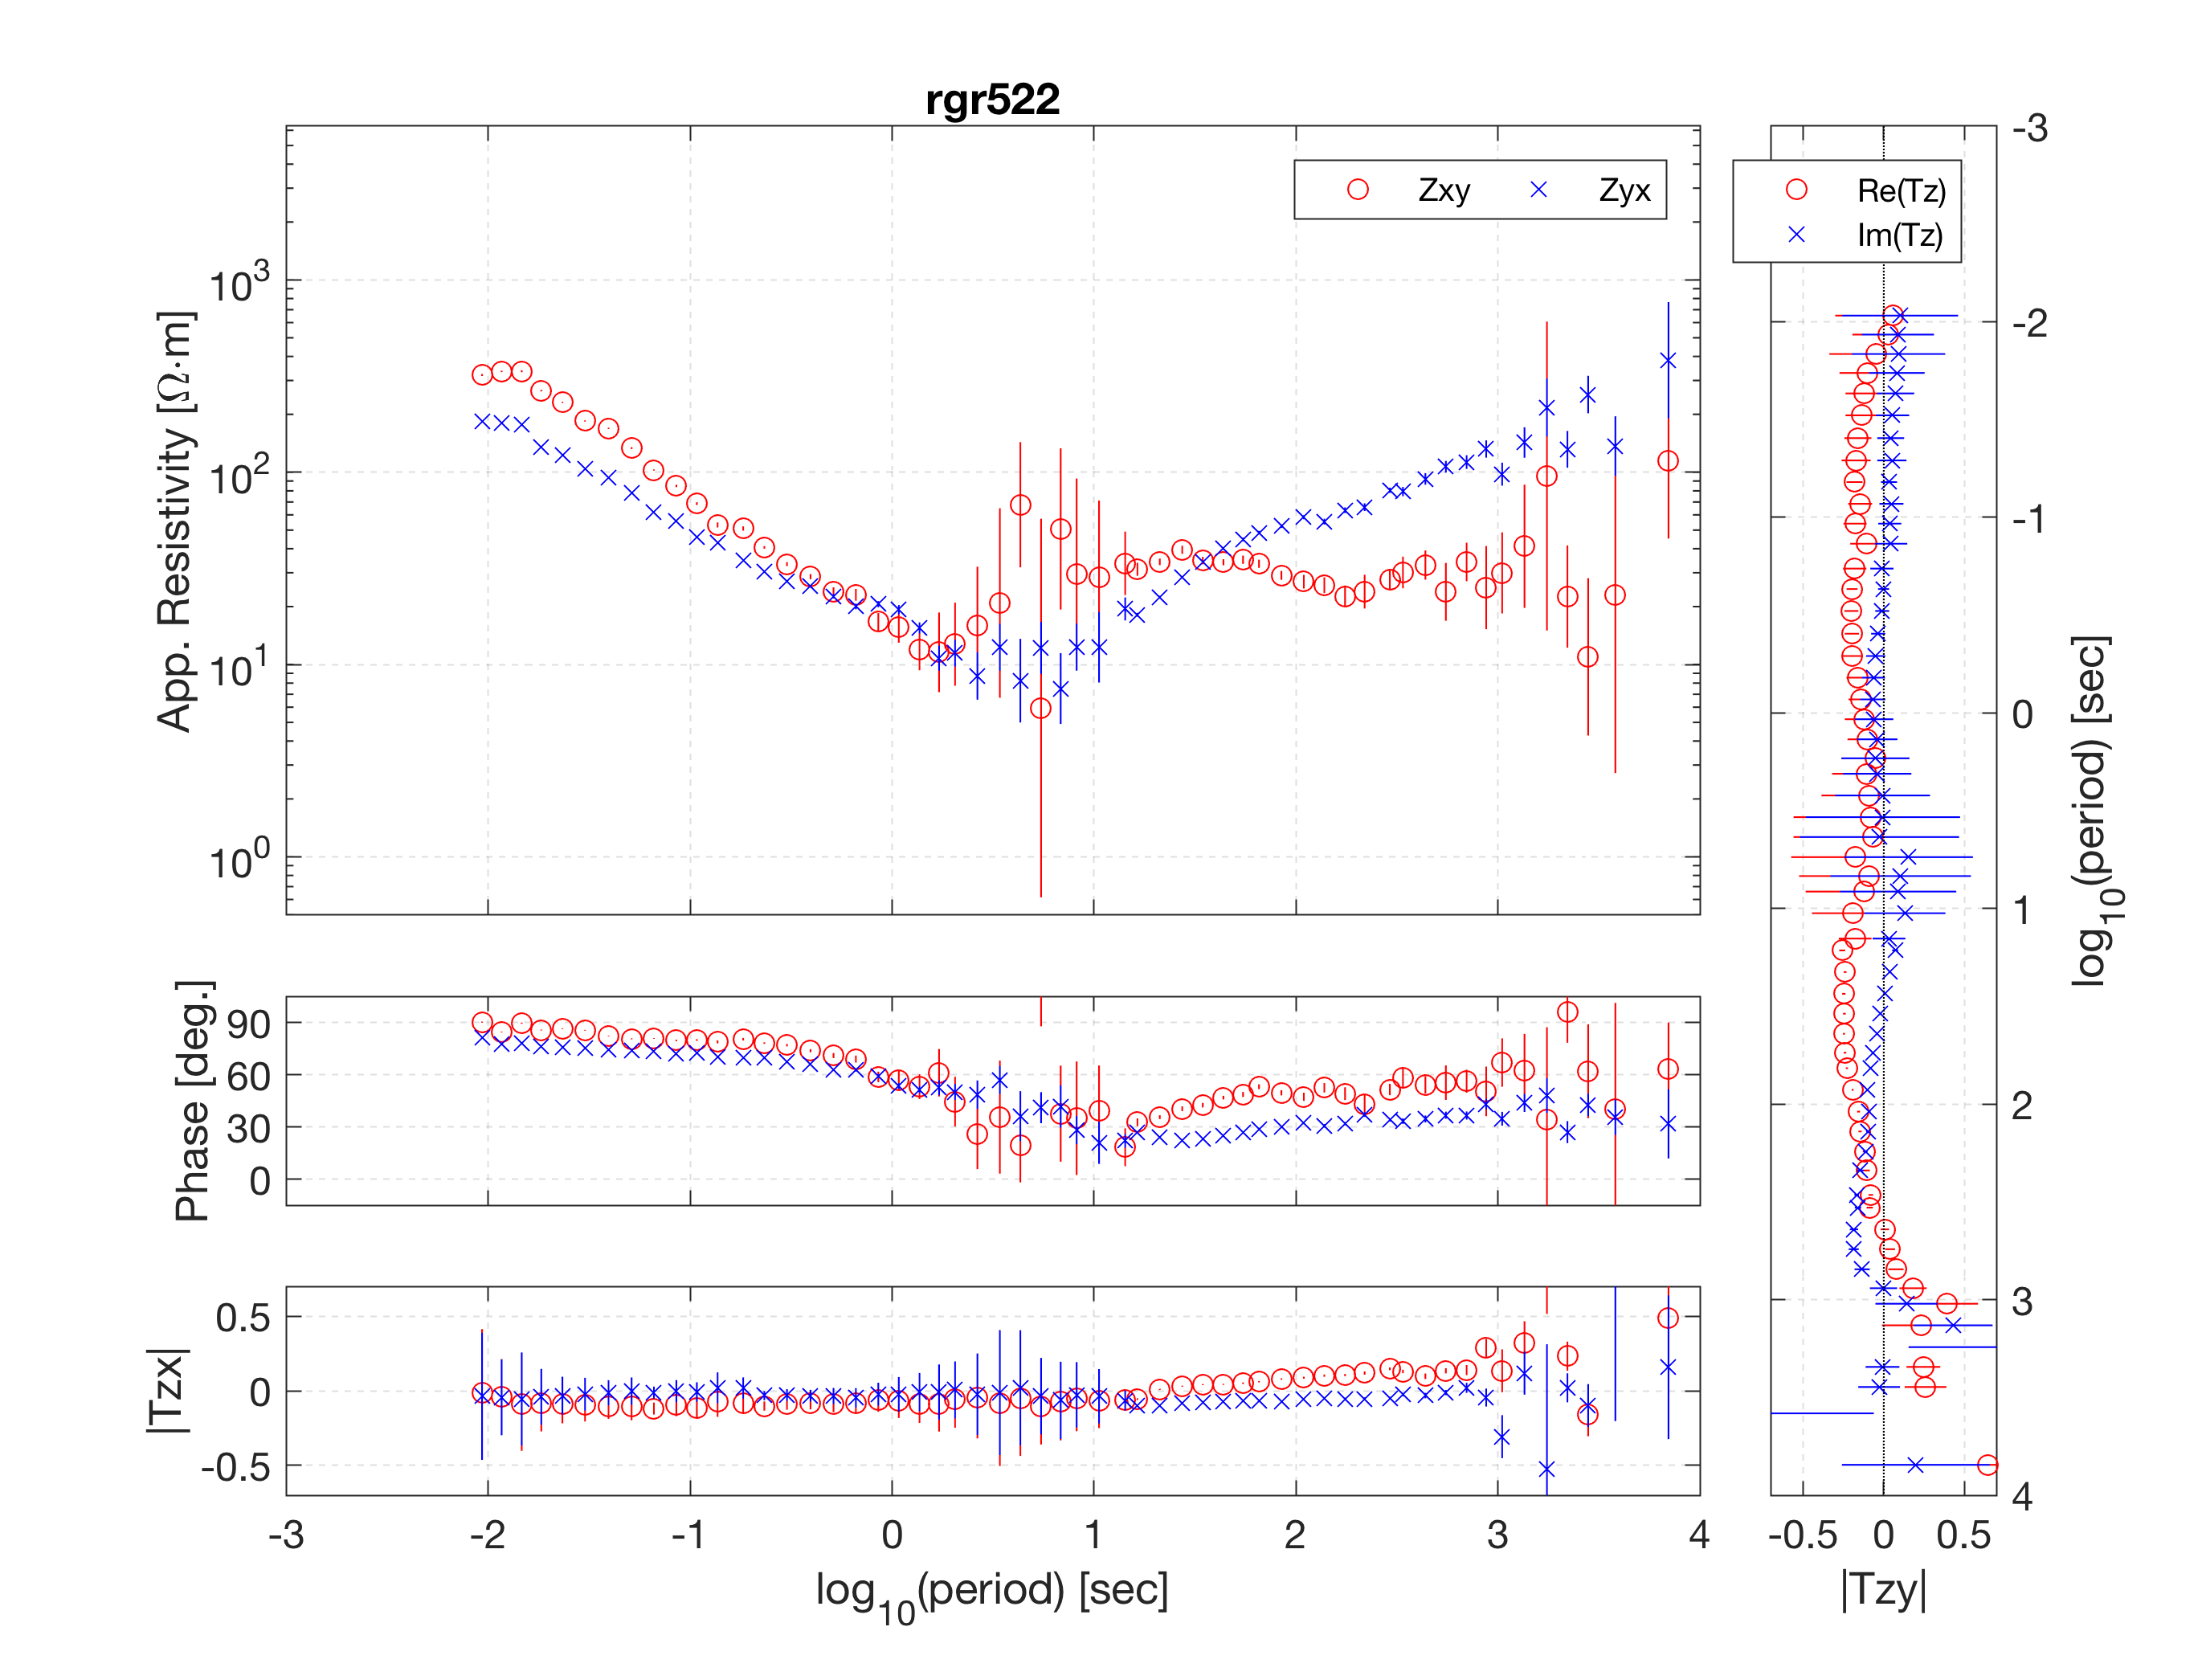 rgr522
Zxy Zyx
Re(Tz)
Im(Tz)
App. Resistivity [Ω·m]
10^3
10^2
10^1
10^0
Phase [deg.]
90
60
30
0
|Tzx|
0.5
0
-0.5
-3 -2 -1 0 1 2 3 4
log10(period) [sec]
-3
-2
-1
0
1
2
3
4
log10(period) [sec]
-0.5 0 0.5
|Tzy|